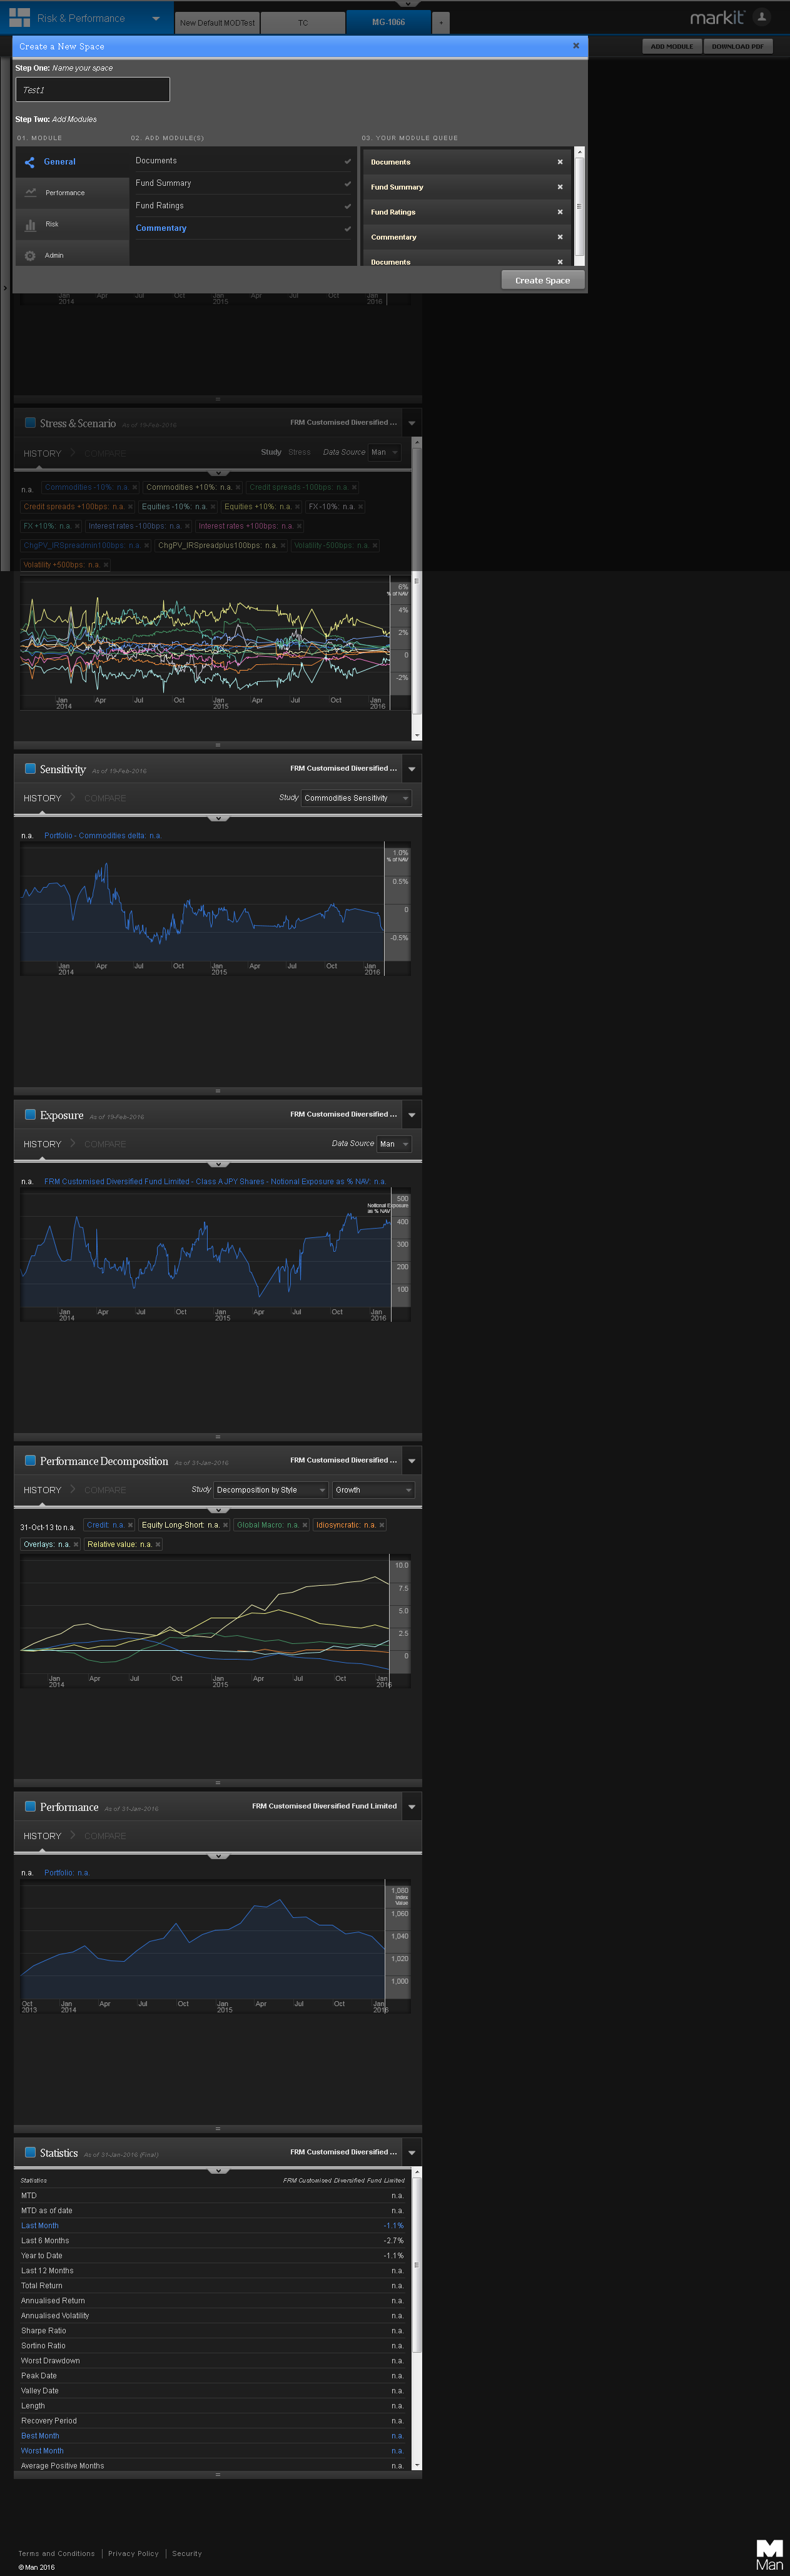 Risk & Performance
New Default MODTest
TC
MG-1066
+
markit
ADD MODULE
DOWNLOAD PDF
Create a New Space
Step One: Name your space
Test1
Step Two: Add Modules
01. MODULE
02. ADD MODULE(S)
03. YOUR MODULE QUEUE
General
Performance
Risk
Admin
Documents
Fund Summary
Fund Ratings
Commentary
Documents
Fund Summary
Fund Ratings
Commentary
Documents
Create Space
Jan 2014 Apr Jul Oct Jan 2015 Apr Jul Oct Jan 2016
Stress & Scenario As of 19-Feb-2016 FRM Customised Diversified ...
HISTORY COMPARE Study Stress Data Source Man
n.a. Commodities -10%: n.a. Commodities +10%: n.a. Credit spreads -100bps: n.a.
Credit spreads +100bps: n.a. Equities -10%: n.a. Equities +10%: n.a. FX -10%: n.a.
FX +10%: n.a. Interest rates -100bps: n.a. Interest rates +100bps: n.a.
ChgPV_IRSpreadmin100bps: n.a. ChgPV_IRSpreadplus100bps: n.a. Volatility -500bps: n.a.
Volatility +500bps: n.a.
6%
% of NAV
4%
2%
0
-2%
Jan 2014 Apr Jul Oct Jan 2015 Apr Jul Oct Jan 2016
Sensitivity As of 19-Feb-2016 FRM Customised Diversified ...
HISTORY COMPARE Study Commodities Sensitivity
n.a. Portfolio - Commodities delta: n.a.
1.0%
% of NAV
0.5%
0
-0.5%
Jan 2014 Apr Jul Oct Jan 2015 Apr Jul Oct Jan 2016
Exposure As of 19-Feb-2016 FRM Customised Diversified ...
HISTORY COMPARE Data Source Man
n.a. FRM Customised Diversified Fund Limited - Class A JPY Shares - Notional Exposure as % NAV: n.a.
500
Notional Exposure
as % NAV
400
300
200
100
Jan 2014 Apr Jul Oct Jan 2015 Apr Jul Oct Jan 2016
Performance Decomposition As of 31-Jan-2016 FRM Customised Diversified ...
HISTORY COMPARE Study Decomposition by Style Growth
31-Oct-13 to n.a. Credit: n.a. Equity Long-Short: n.a. Global Macro: n.a. Idiosyncratic: n.a.
Overlays: n.a. Relative value: n.a.
10.0
7.5
5.0
2.5
0
Jan 2014 Apr Jul Oct Jan 2015 Apr Jul Oct Jan 2016
Performance As of 31-Jan-2016 FRM Customised Diversified Fund Limited
HISTORY COMPARE
n.a. Portfolio: n.a.
1,080
Index
Value
1,060
1,040
1,020
1,000
Oct 2013 Jan 2014 Apr Jul Oct Jan 2015 Apr Jul Oct Jan 2016
Statistics As of 31-Jan-2016 (Final) FRM Customised Diversified ...
Statistics FRM Customised Diversified Fund Limited
MTD n.a.
MTD as of date n.a.
Last Month -1.1%
Last 6 Months -2.7%
Year to Date -1.1%
Last 12 Months n.a.
Total Return n.a.
Annualised Return n.a.
Annualised Volatility n.a.
Sharpe Ratio n.a.
Sortino Ratio n.a.
Worst Drawdown n.a.
Peak Date n.a.
Valley Date n.a.
Length n.a.
Recovery Period n.a.
Best Month n.a.
Worst Month n.a.
Average Positive Months n.a.
Terms and Conditions | Privacy Policy | Security
© Man 2016
Man